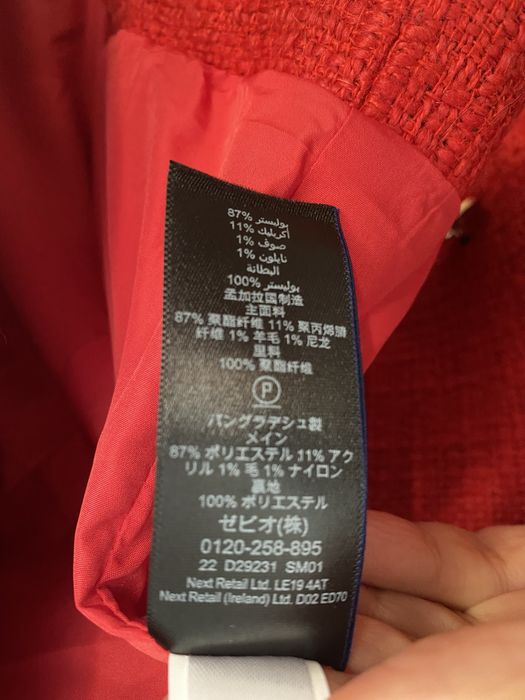 87% بوليستر
11% أكريليك
1% صوف
1% نايلون
البطانة
100% بوليستر
孟加拉国制造
主面料
87% 聚酯纤维 11% 聚丙烯腈
纤维 1% 羊毛 1% 尼龙
里料
100% 聚酯纤维
P
バングラデシュ製
メイン
87% ポリエステル 11% アク
リル 1% 毛 1% ナイロン
裏地
100% ポリエステル
ゼビオ(株)
0120-258-895
22 D29231 SM01
Next Retail Ltd. LE19 4AT
Next Retail (Ireland) Ltd. D02 ED70